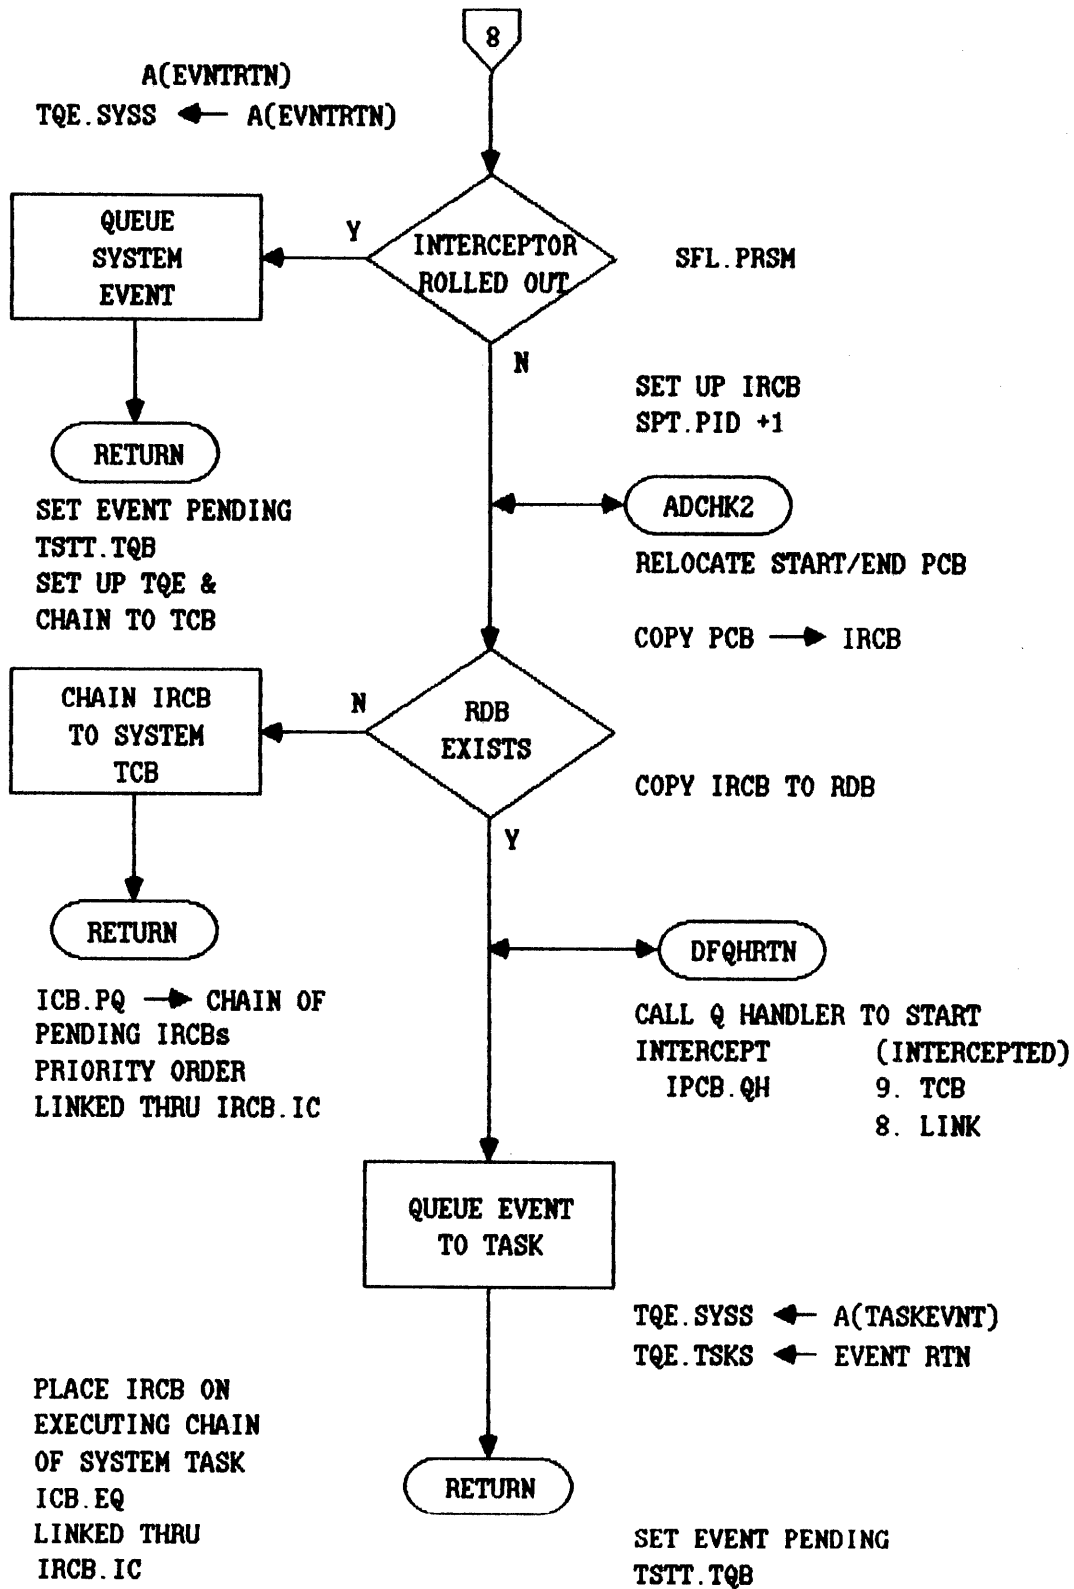 8
A(EVNTRTN)
TQE.SYSS ← A(EVNTRTN)
QUEUE
SYSTEM
EVENT
Y
INTERCEPTOR
ROLLED OUT
SFL.PRSM
N
SET UP IRCB
SPT.PID +1
RETURN
ADCHK2
SET EVENT PENDING
TSTT.TQB
SET UP TQE &
CHAIN TO TCB
RELOCATE START/END PCB
COPY PCB → IRCB
CHAIN IRCB
TO SYSTEM
TCB
N
RDB
EXISTS
COPY IRCB TO RDB
Y
RETURN
DFQHRTN
ICB.PQ → CHAIN OF
PENDING IRCBs
PRIORITY ORDER
LINKED THRU IRCB.IC
CALL Q HANDLER TO START
INTERCEPT (INTERCEPTED)
IPCB.QH 9. TCB
8. LINK
QUEUE EVENT
TO TASK
TQE.SYSS ← A(TASKEVNT)
TQE.TSKS ← EVENT RTN
PLACE IRCB ON
EXECUTING CHAIN
OF SYSTEM TASK
ICB.EQ
LINKED THRU
IRCB.IC
RETURN
SET EVENT PENDING
TSTT.TQB